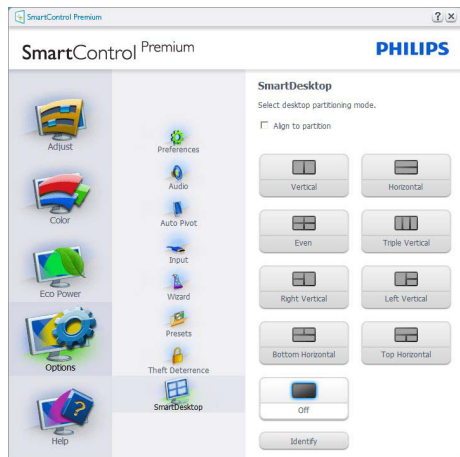 SmartControl Premium
SmartControl Premium
PHILIPS
Adjust
Color
Eco Power
Options
Help
Preferences
Audio
Auto Pivot
Input
Wizard
Presets
Theft Deterrence
SmartDesktop
SmartDesktop
Select desktop partitioning mode.
Align to partition
Vertical
Horizontal
Even
Triple Vertical
Right Vertical
Left Vertical
Bottom Horizontal
Top Horizontal
Off
Identify